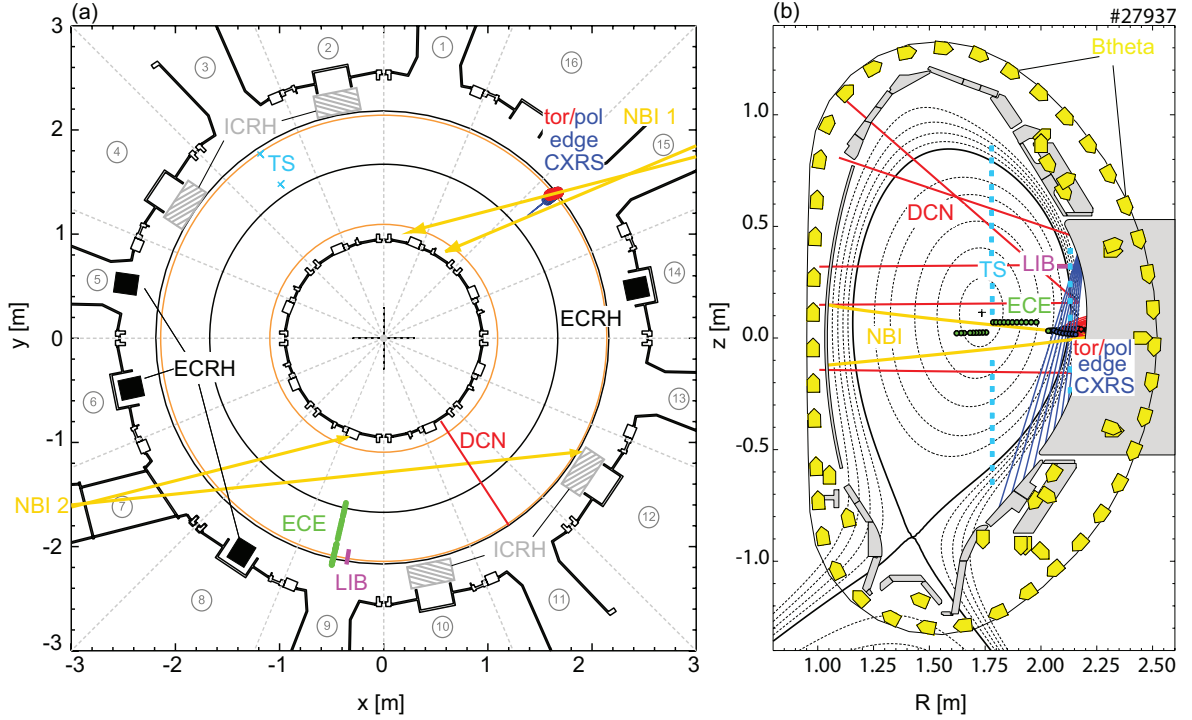 (a)
3
2
1
0
-1
-2
-3
y [m]
-3
-2
-1
0
1
2
3
x [m]
1
2
3
4
5
6
7
8
9
10
11
12
13
14
15
16
ICRH
TS
tor/pol
edge
CXRS
NBI 1
ECRH
ECRH
DCN
NBI 2
ECE
LIB
ICRH
(b)
#27937
Btheta
1.0
0.5
0.0
-0.5
-1.0
z [m]
DCN
LIB
TS
ECE
NBI
tor/pol
edge
CXRS
1.00
1.25
1.50
1.75
2.00
2.25
2.50
R [m]